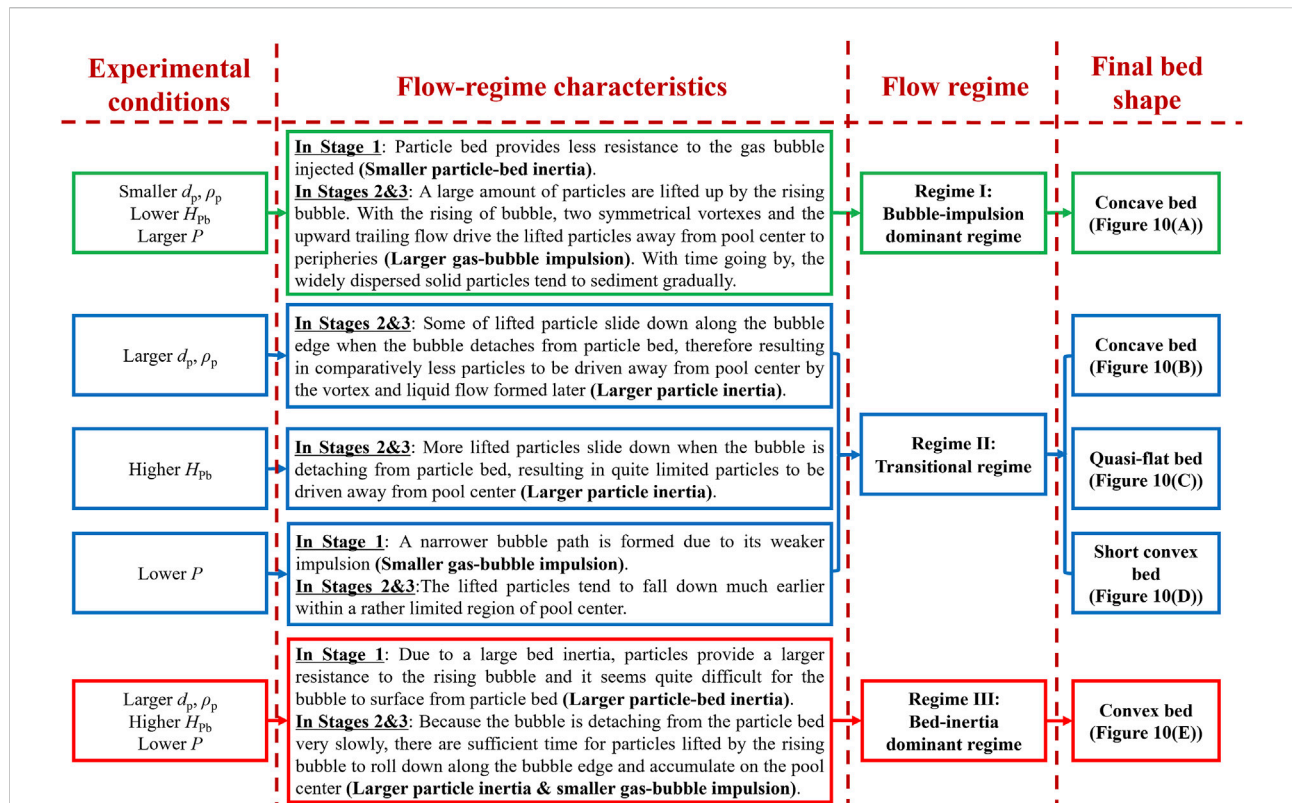 Experimental
conditions
Flow-regime characteristics
Flow regime
Final bed
shape
Smaller dp, ρp
Lower HPb
Larger P
In Stage 1: Particle bed provides less resistance to the gas bubble
injected (Smaller particle-bed inertia).
In Stages 2&3: A large amount of particles are lifted up by the rising
bubble. With the rising of bubble, two symmetrical vortexes and the
upward trailing flow drive the lifted particles away from pool center to
peripheries (Larger gas-bubble impulsion). With time going by, the
widely dispersed solid particles tend to sediment gradually.
Regime I:
Bubble-impulsion
dominant regime
Concave bed
(Figure 10(A))
Larger dp, ρp
In Stages 2&3: Some of lifted particle slide down along the bubble
edge when the bubble detaches from particle bed, therefore resulting
in comparatively less particles to be driven away from pool center by
the vortex and liquid flow formed later (Larger particle inertia).
Concave bed
(Figure 10(B))
Higher HPb
In Stages 2&3: More lifted particles slide down when the bubble is
detaching from particle bed, resulting in quite limited particles to be
driven away from pool center (Larger particle inertia).
Regime II:
Transitional regime
Quasi-flat bed
(Figure 10(C))
Lower P
In Stage 1: A narrower bubble path is formed due to its weaker
impulsion (Smaller gas-bubble impulsion).
In Stages 2&3:The lifted particles tend to fall down much earlier
within a rather limited region of pool center.
Short convex
bed
(Figure 10(D))
Larger dp, ρp
Higher HPb
Lower P
In Stage 1: Due to a large bed inertia, particles provide a larger
resistance to the rising bubble and it seems quite difficult for the
bubble to surface from particle bed (Larger particle-bed inertia).
In Stages 2&3: Because the bubble is detaching from the particle bed
very slowly, there are sufficient time for particles lifted by the rising
bubble to roll down along the bubble edge and accumulate on the pool
center (Larger particle inertia & smaller gas-bubble impulsion).
Regime III:
Bed-inertia
dominant regime
Convex bed
(Figure 10(E))